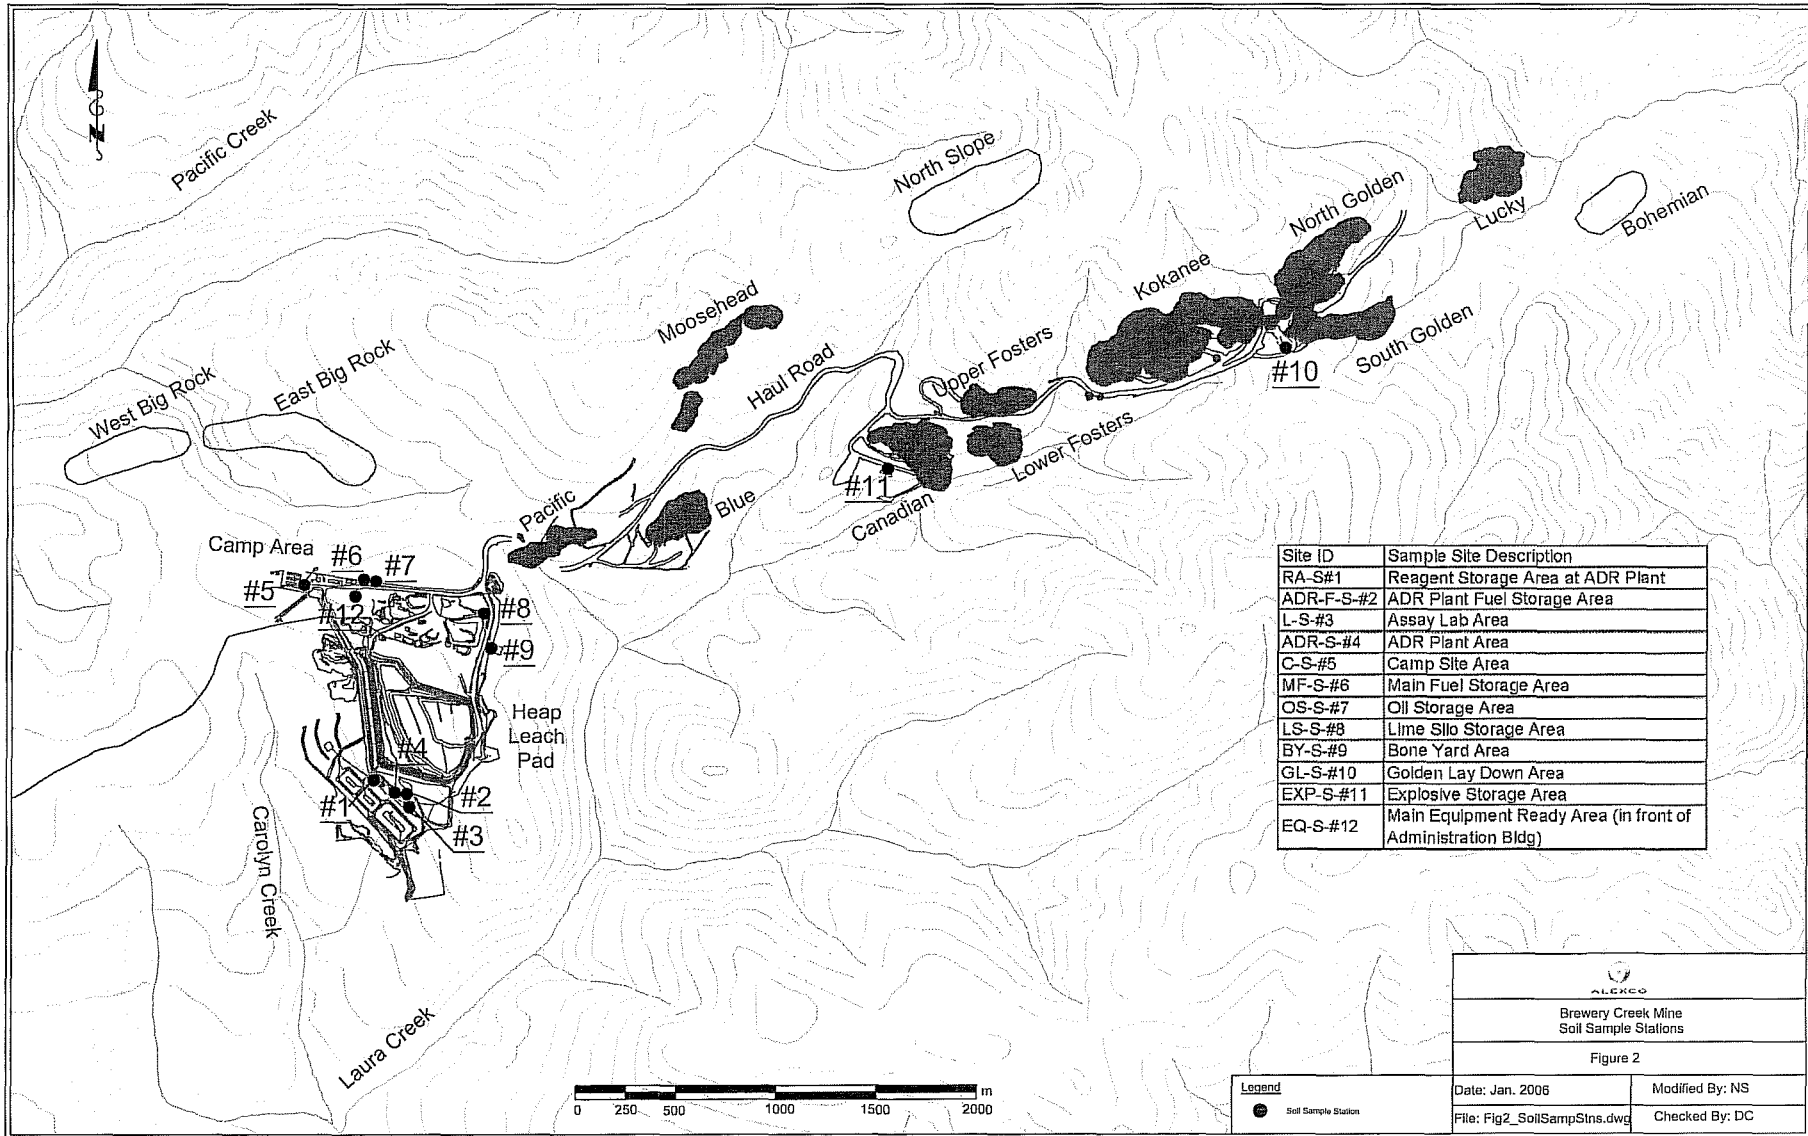 N
Pacific Creek
North Slope
North Golden
Lucky
Bohemian
Kokanee
Moosehead
South Golden
Upper Fosters
Haul Road
East Big Rock
West Big Rock
#10
Lower Fosters
#11
Canadian
Blue
Pacific
Camp Area
#6
#7
#5
#12
#8
#9
Heap
Leach
Pad
#4
#1
#2
#3
Carolyn Creek
Laura Creek
Site ID Sample Site Description
RA-S#1 Reagent Storage Area at ADR Plant
ADR-F-S-#2 ADR Plant Fuel Storage Area
L-S-#3 Assay Lab Area
ADR-S-#4 ADR Plant Area
C-S-#5 Camp Site Area
MF-S-#6 Main Fuel Storage Area
OS-S-#7 Oil Storage Area
LS-S-#8 Lime Silo Storage Area
BY-S-#9 Bone Yard Area
GL-S-#10 Golden Lay Down Area
EXP-S-#11 Explosive Storage Area
EQ-S-#12 Main Equipment Ready Area (in front of
Administration Bldg)
0 250 500 1000 1500 2000 m
Legend
Soil Sample Station
ALEXCO
Brewery Creek Mine
Soil Sample Stations
Figure 2
Date: Jan. 2006 Modified By: NS
File: Fig2_SoilSampStns.dwg Checked By: DC